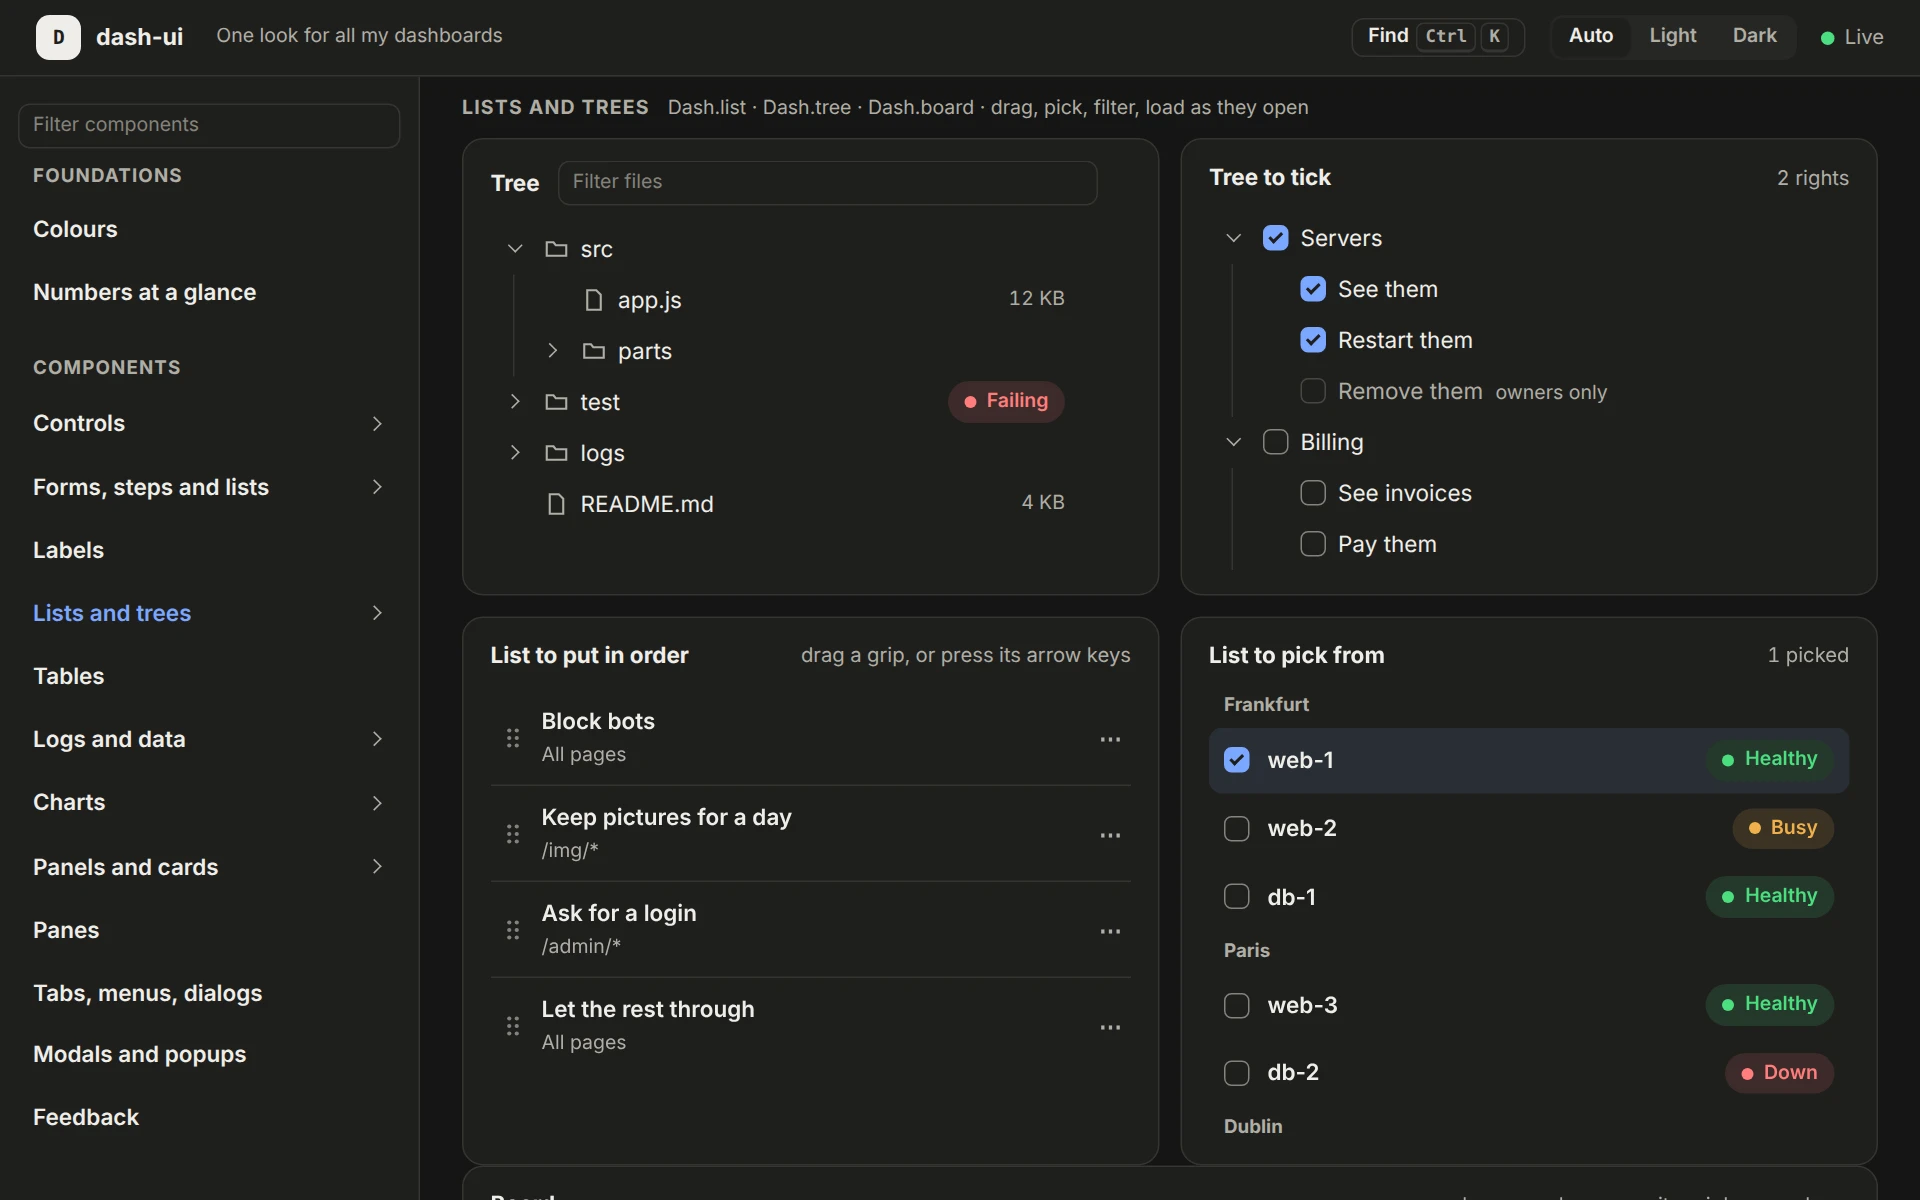 D dash-ui One look for all my dashboards Find Ctrl K Auto Light Dark Live
Filter components
FOUNDATIONS
Colours
Numbers at a glance
COMPONENTS
Controls
Forms, steps and lists
Labels
Lists and trees
Tables
Logs and data
Charts
Panels and cards
Panes
Tabs, menus, dialogs
Modals and popups
Feedback
LISTS AND TREES Dash.list · Dash.tree · Dash.board · drag, pick, filter, load as they open
Tree Filter files
src
app.js 12 KB
parts
test Failing
logs
README.md 4 KB
Tree to tick 2 rights
Servers
See them
Restart them
Remove them owners only
Billing
See invoices
Pay them
List to put in order drag a grip, or press its arrow keys
Block bots
All pages
Keep pictures for a day
/img/*
Ask for a login
/admin/*
Let the rest through
All pages
List to pick from 1 picked
Frankfurt
web-1 Healthy
web-2 Busy
db-1 Healthy
Paris
web-3 Healthy
db-2 Down
Dublin